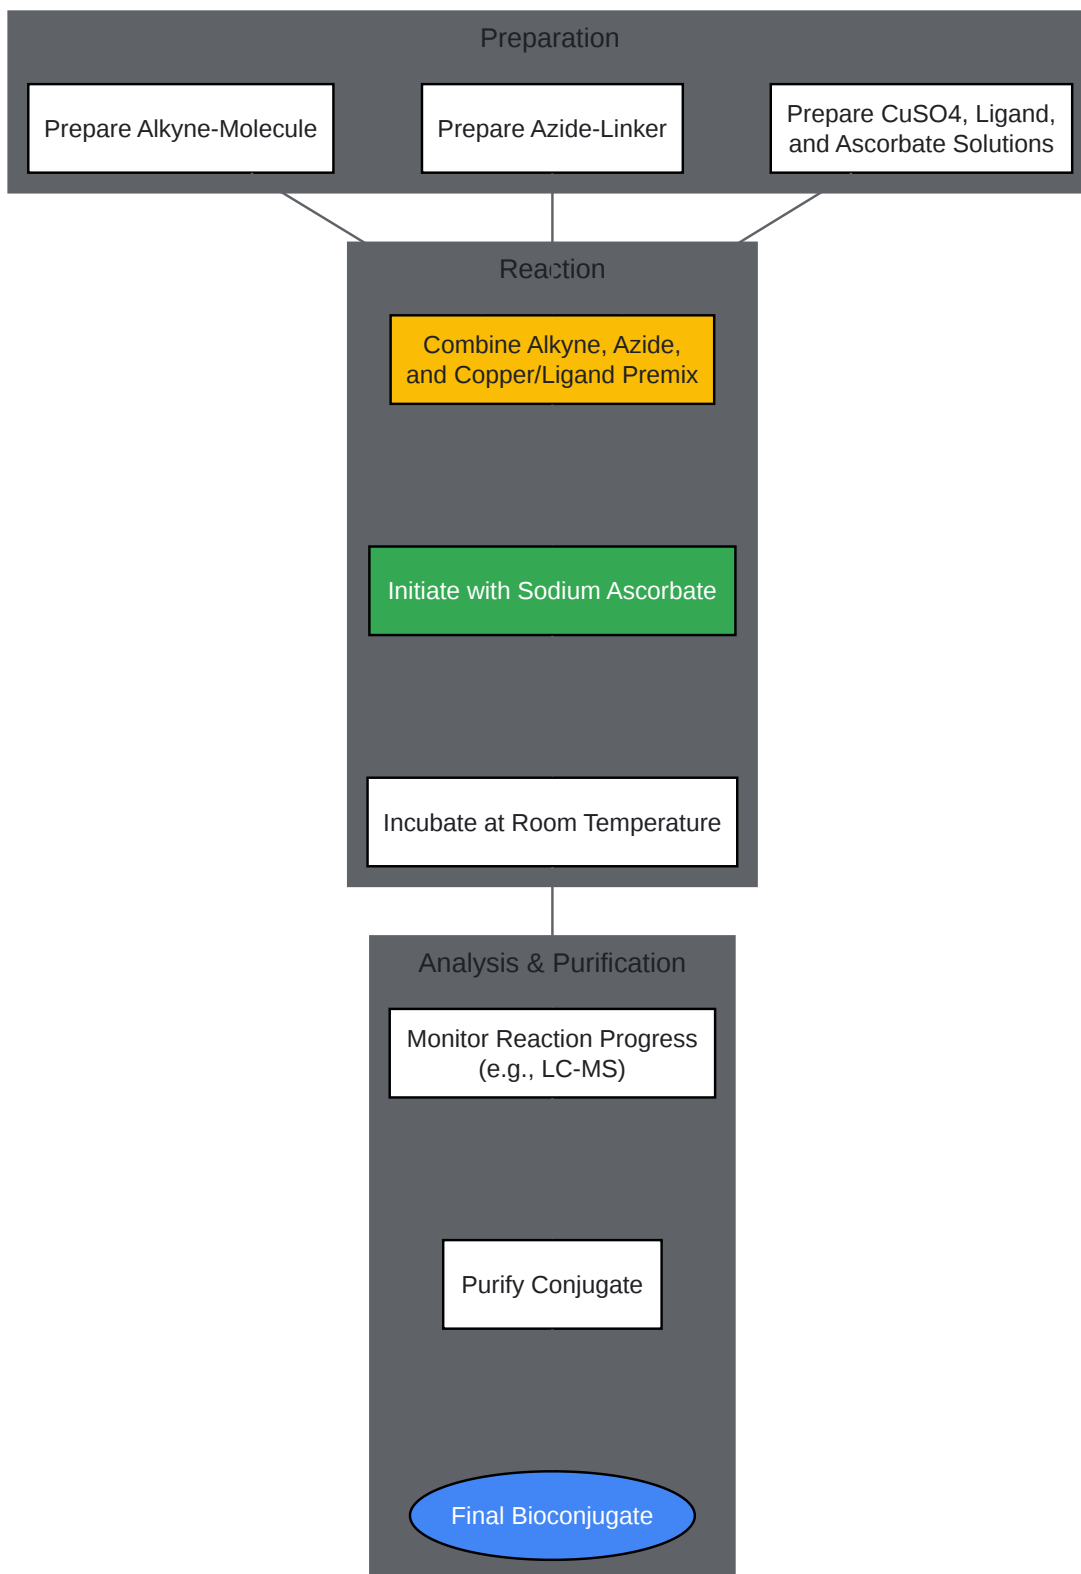 Preparation
Prepare Alkyne-Molecule
Prepare Azide-Linker
Prepare CuSO4, Ligand,
and Ascorbate Solutions
Reaction
Combine Alkyne, Azide,
and Copper/Ligand Premix
Initiate with Sodium Ascorbate
Incubate at Room Temperature
Analysis & Purification
Monitor Reaction Progress
(e.g., LC-MS)
Purify Conjugate
Final Bioconjugate